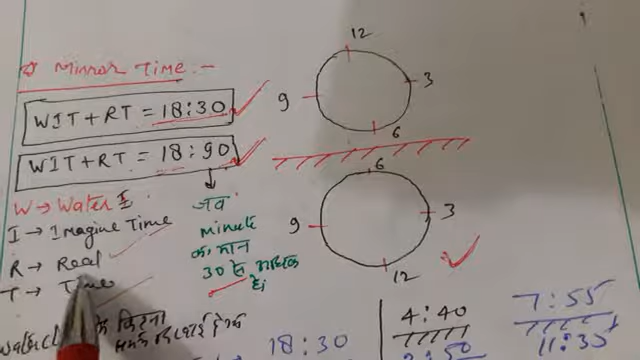 Mirror Time :-
12
WIT + RT = 18:30
9
3
6
WIT + RT = 18:90
6
W → Water I
जब
I → Imagine Time
minute
9
3
का मान
R → Real
30 से अधिक
12
T → Time
है।
4:40
7:55
11:35
18:30